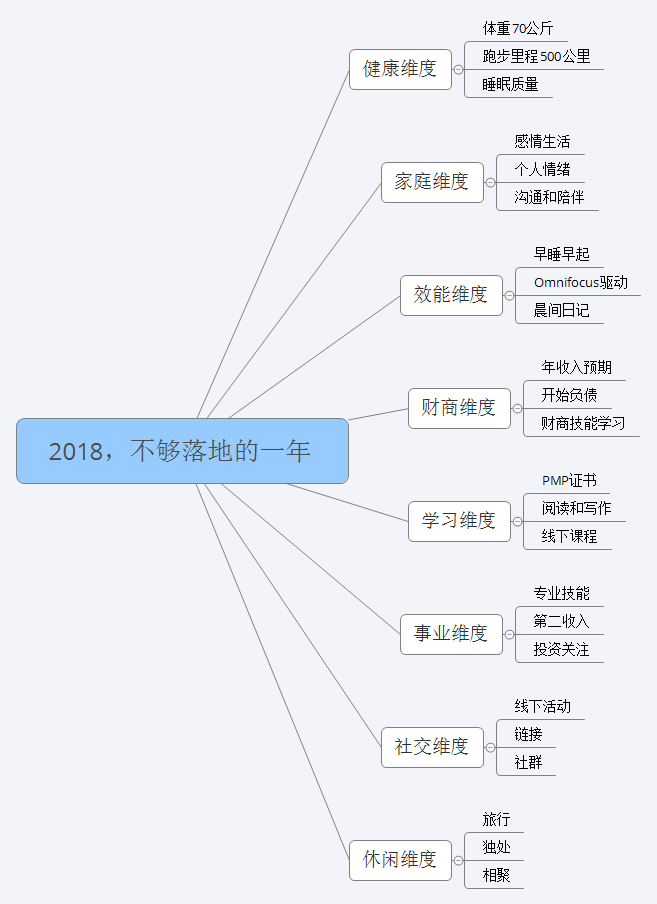 体重70公斤
健康维度
跑步里程500公里
睡眠质量
感情生活
家庭维度
个人情绪
沟通和陪伴
早睡早起
效能维度
Omnifocus驱动
晨间日记
年收入预期
财商维度
开始负债
财商技能学习
2018，不够落地的一年
PMP证书
学习维度
阅读和写作
线下课程
专业技能
事业维度
第二收入
投资关注
线下活动
社交维度
链接
社群
旅行
休闲维度
独处
相聚